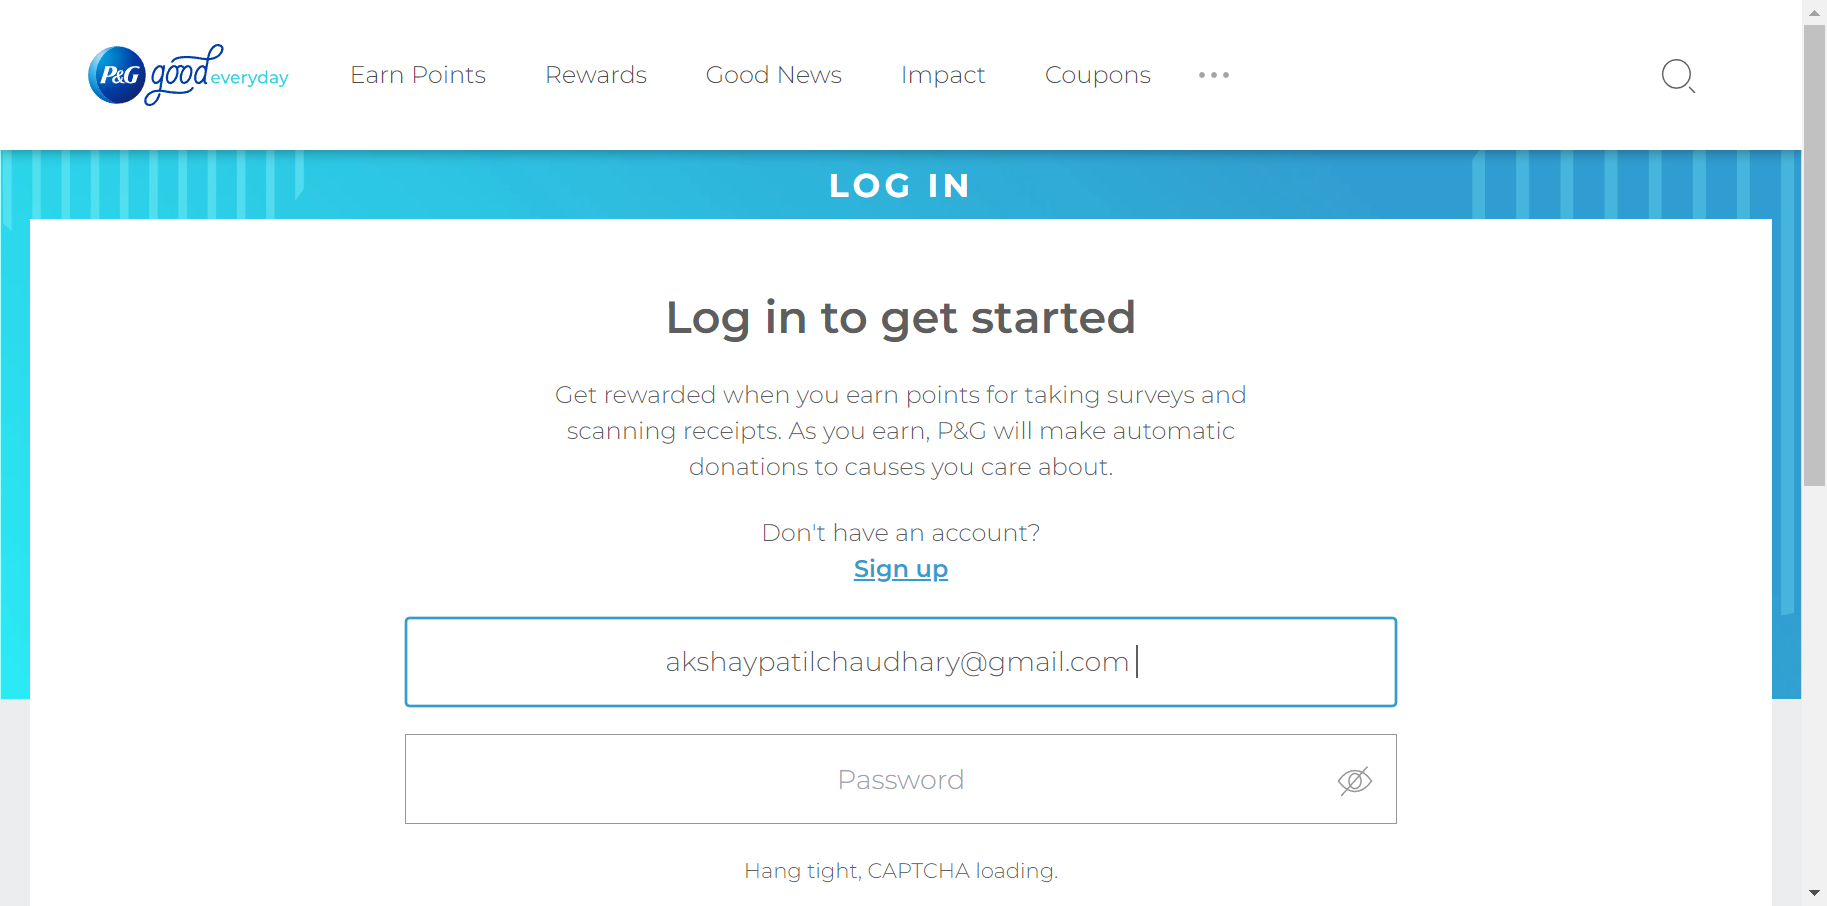 P&G good everyday
Earn Points
Rewards
Good News
Impact
Coupons
LOG IN
Log in to get started
Get rewarded when you earn points for taking surveys and
scanning receipts. As you earn, P&G will make automatic
donations to causes you care about.
Don't have an account?
Sign up
akshaypatilchaudhary@gmail.com
Password
Hang tight, CAPTCHA loading.